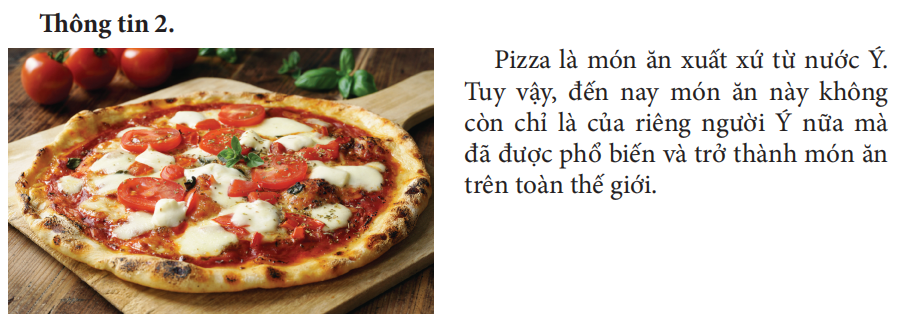 Thông tin 2.
Pizza là món ăn xuất xứ từ nước Ý.
Tuy vậy, đến nay món ăn này không
còn chỉ là của riêng người Ý nữa mà
đã được phổ biến và trở thành món ăn
trên toàn thế giới.